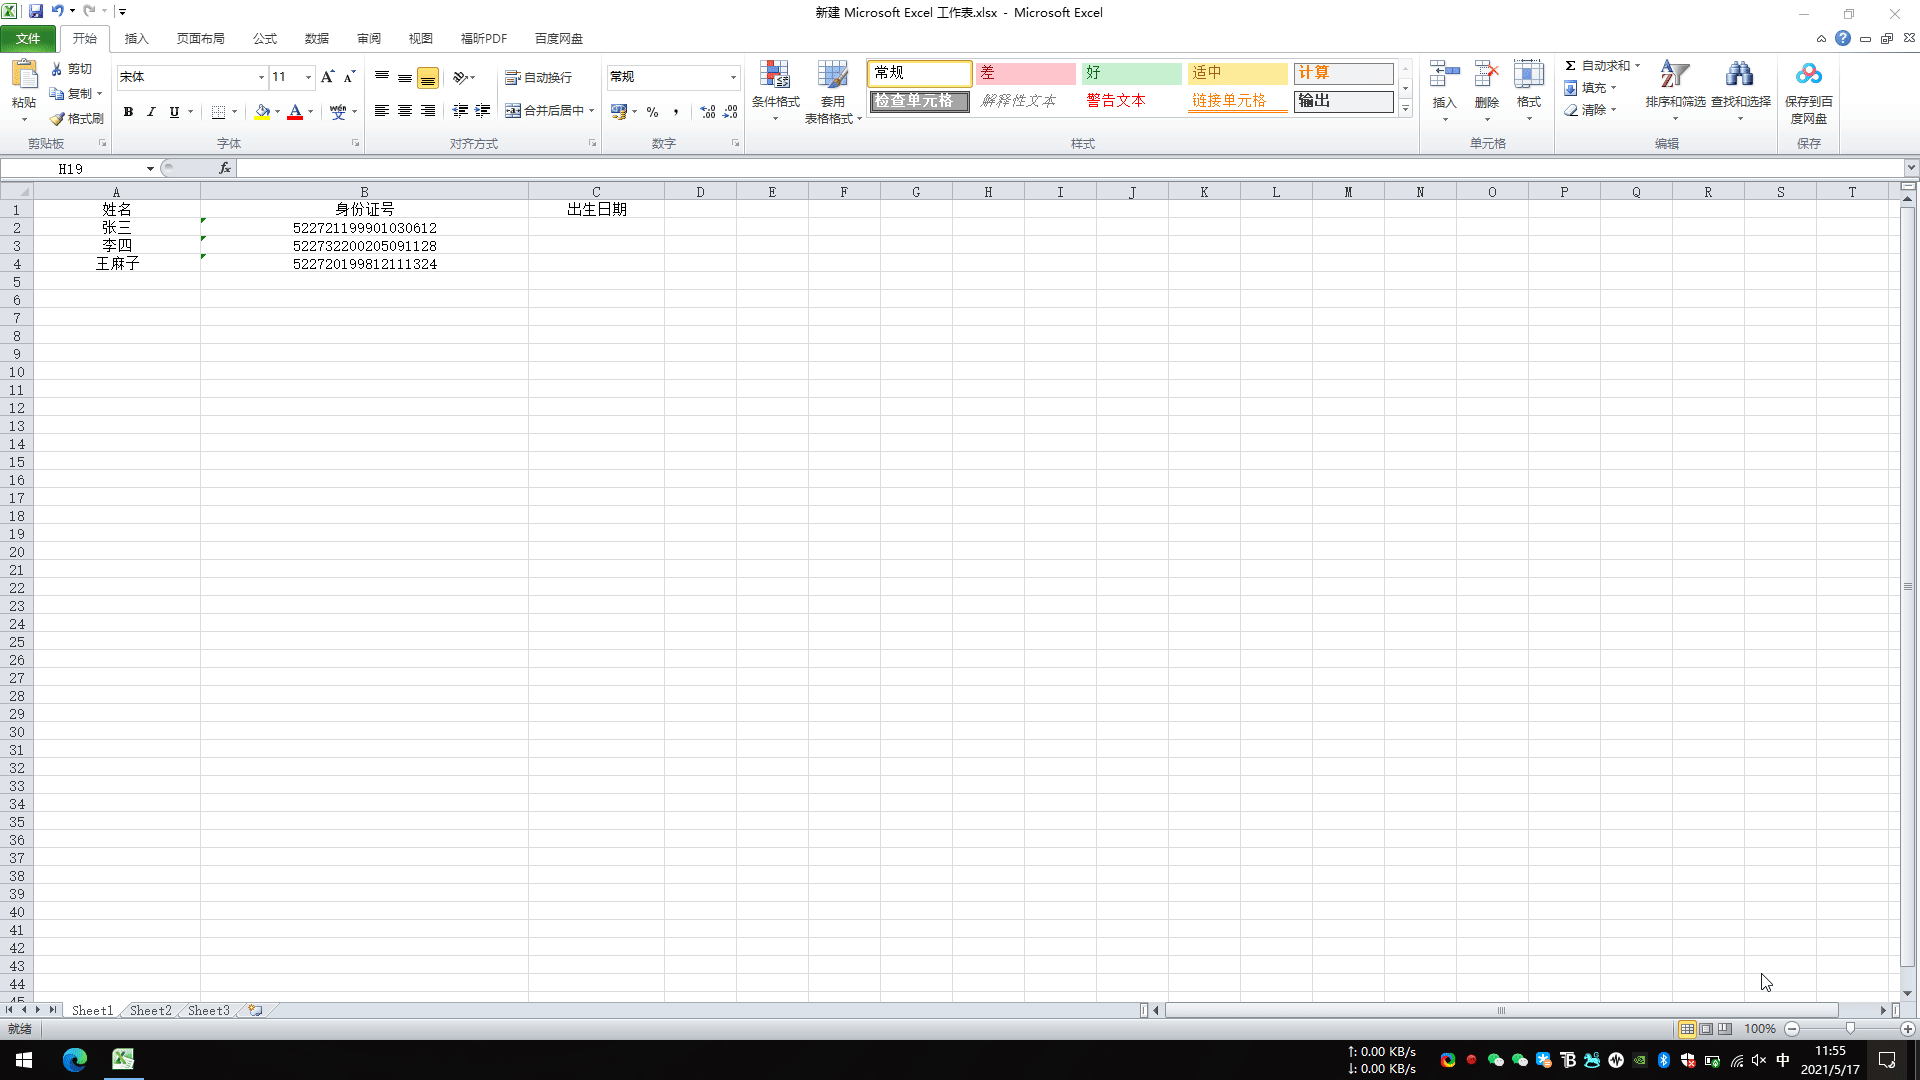 新建 Microsoft Excel 工作表.xlsx - Microsoft Excel
文件 开始 插入 页面布局 公式 数据 审阅 视图 福昕PDF 百度网盘
粘贴 剪切 复制 格式刷 剪贴板
宋体 11 B I U wén 字体
自动换行 合并后居中 对齐方式
常规 % , 数字
条件格式 套用表格格式
常规 差 好 适中 计算
检查单元格 解释性文本 警告文本 链接单元格 输出
样式
插入 删除 格式 单元格
Σ 自动求和 填充 清除 排序和筛选 查找和选择 编辑
保存到百度网盘 保存
H19 fx
A B C D E F G H I J K L M N O P Q R S T
1 姓名 身份证号 出生日期
2 张三 522721199901030612
3 李四 522732200205091128
4 王麻子 522720199812111324
5
6
7
8
9
10
11
12
13
14
15
16
17
18
19
20
21
22
23
24
25
26
27
28
29
30
31
32
33
34
35
36
37
38
39
40
41
42
43
44
45
Sheet1 Sheet2 Sheet3
就绪 100%
↑: 0.00 KB/s
↓: 0.00 KB/s
中
11:55
2021/5/17